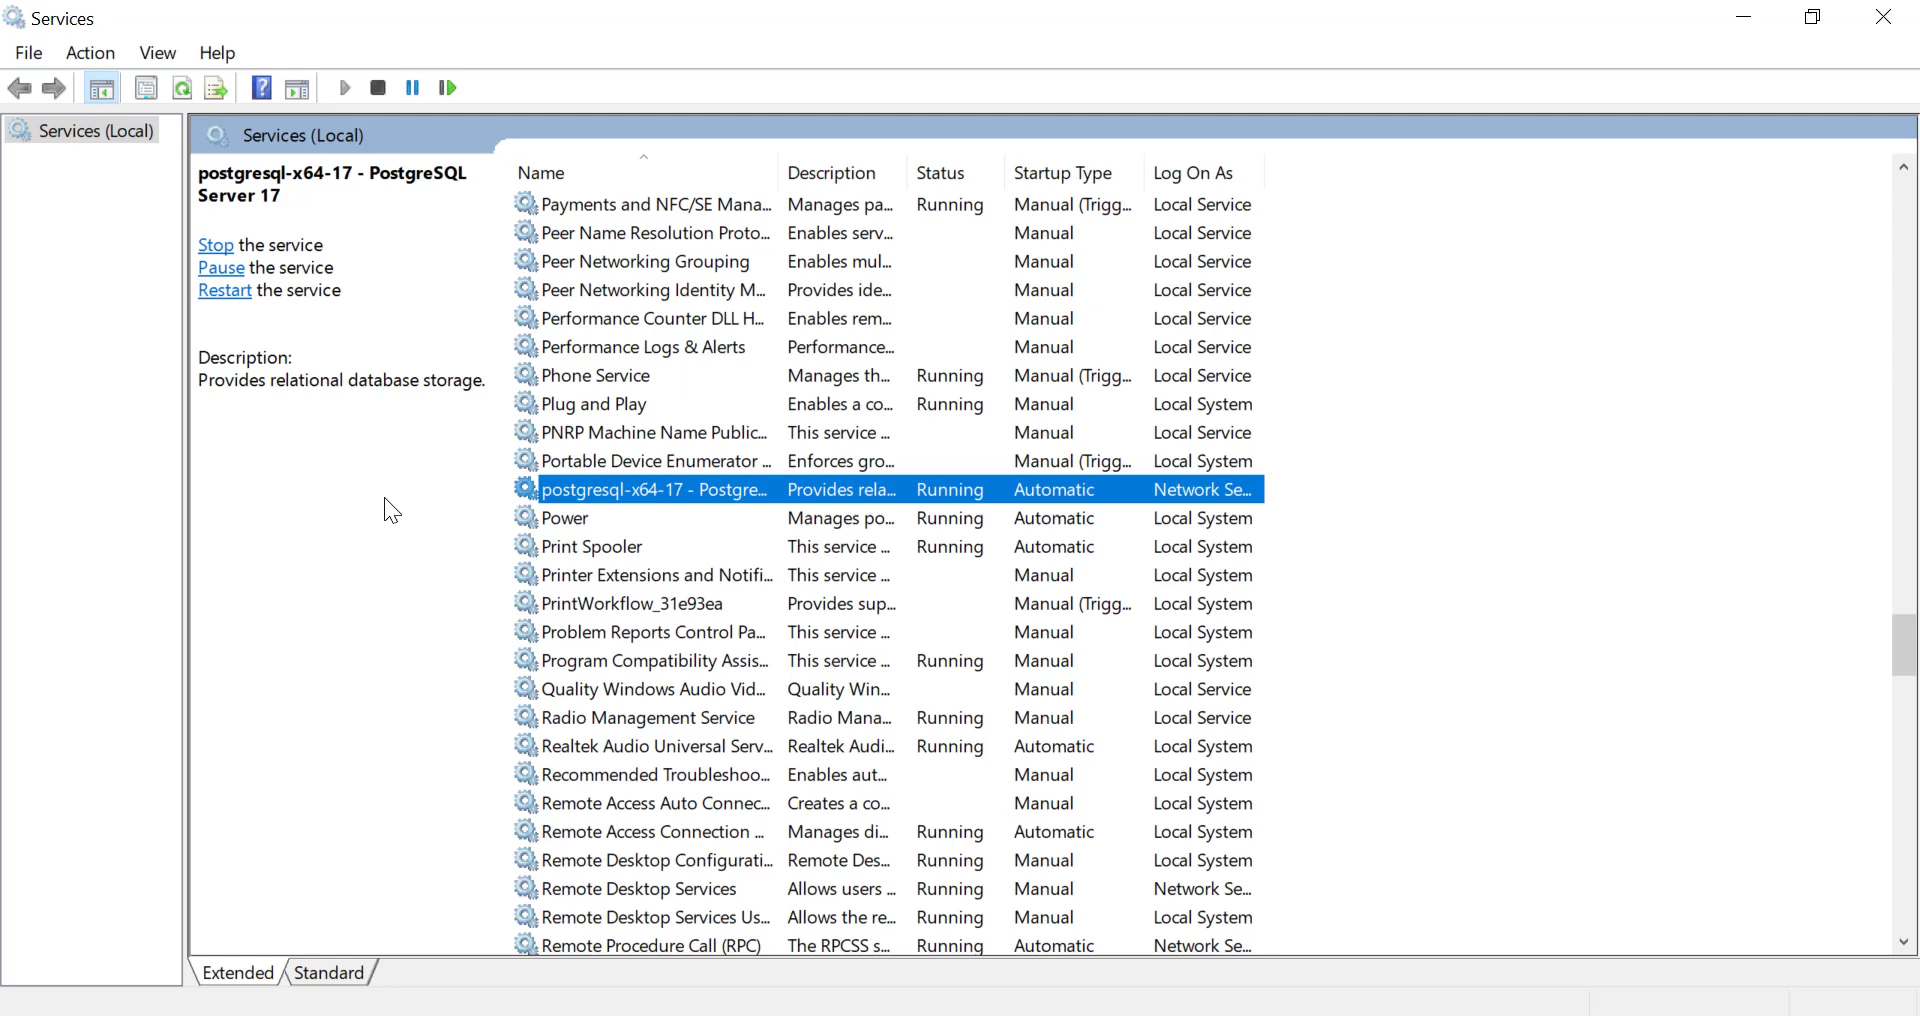 Services
File Action View Help
Services (Local)
Services (Local)
postgresql-x64-17 - PostgreSQL
Server 17
Stop the service
Pause the service
Restart the service
Description:
Provides relational database storage.
Name Description Status Startup Type Log On As
Payments and NFC/SE Mana... Manages pa... Running Manual (Trigg... Local Service
Peer Name Resolution Proto... Enables serv... Manual Local Service
Peer Networking Grouping Enables mul... Manual Local Service
Peer Networking Identity M... Provides ide... Manual Local Service
Performance Counter DLL H... Enables rem... Manual Local Service
Performance Logs & Alerts Performance... Manual Local Service
Phone Service Manages th... Running Manual (Trigg... Local Service
Plug and Play Enables a co... Running Manual Local System
PNRP Machine Name Public... This service ... Manual Local Service
Portable Device Enumerator ... Enforces gro... Manual (Trigg... Local System
postgresql-x64-17 - Postgre... Provides rela... Running Automatic Network Se...
Power Manages po... Running Automatic Local System
Print Spooler This service ... Running Automatic Local System
Printer Extensions and Notifi... This service ... Manual Local System
PrintWorkflow_31e93ea Provides sup... Manual (Trigg... Local System
Problem Reports Control Pa... This service ... Manual Local System
Program Compatibility Assis... This service ... Running Manual Local System
Quality Windows Audio Vid... Quality Win... Manual Local Service
Radio Management Service Radio Mana... Running Manual Local Service
Realtek Audio Universal Serv... Realtek Audi... Running Automatic Local System
Recommended Troubleshoo... Enables aut... Manual Local System
Remote Access Auto Connec... Creates a co... Manual Local System
Remote Access Connection ... Manages di... Running Automatic Local System
Remote Desktop Configurati... Remote Des... Running Manual Local System
Remote Desktop Services Allows users ... Running Manual Network Se...
Remote Desktop Services Us... Allows the re... Running Manual Local System
Remote Procedure Call (RPC) The RPCSS s... Running Automatic Network Se...
Extended Standard